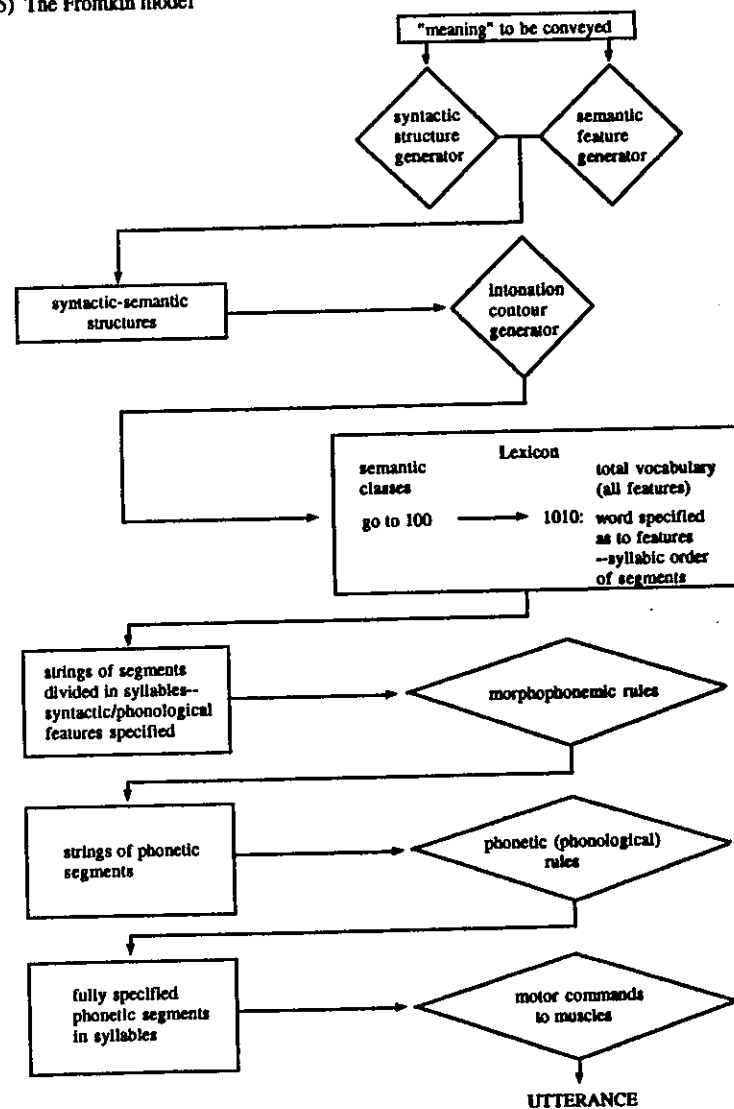 5) The Fromkin model
"meaning" to be conveyed
syntactic
structure
generator
semantic
feature
generator
syntactic-semantic
structures
intonation
contour
generator
Lexicon
semantic
classes
total vocabulary
(all features)
go to 100
1010: word specified
as to features
--syllabic order
of segments
strings of segments
divided in syllables--
syntactic/phonological
features specified
morphophonemic rules
strings of phonetic
segments
phonetic (phonological)
rules
fully specified
phonetic segments
in syllables
motor commands
to muscles
UTTERANCE